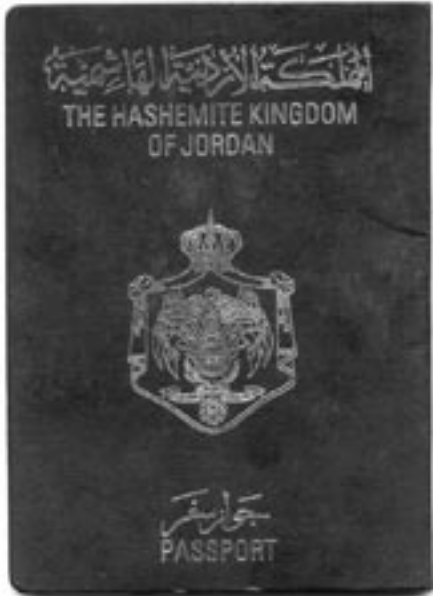 المملكة الأردنية الهاشمية
THE HASHEMITE KINGDOM
OF JORDAN
جواز سفر
PASSPORT